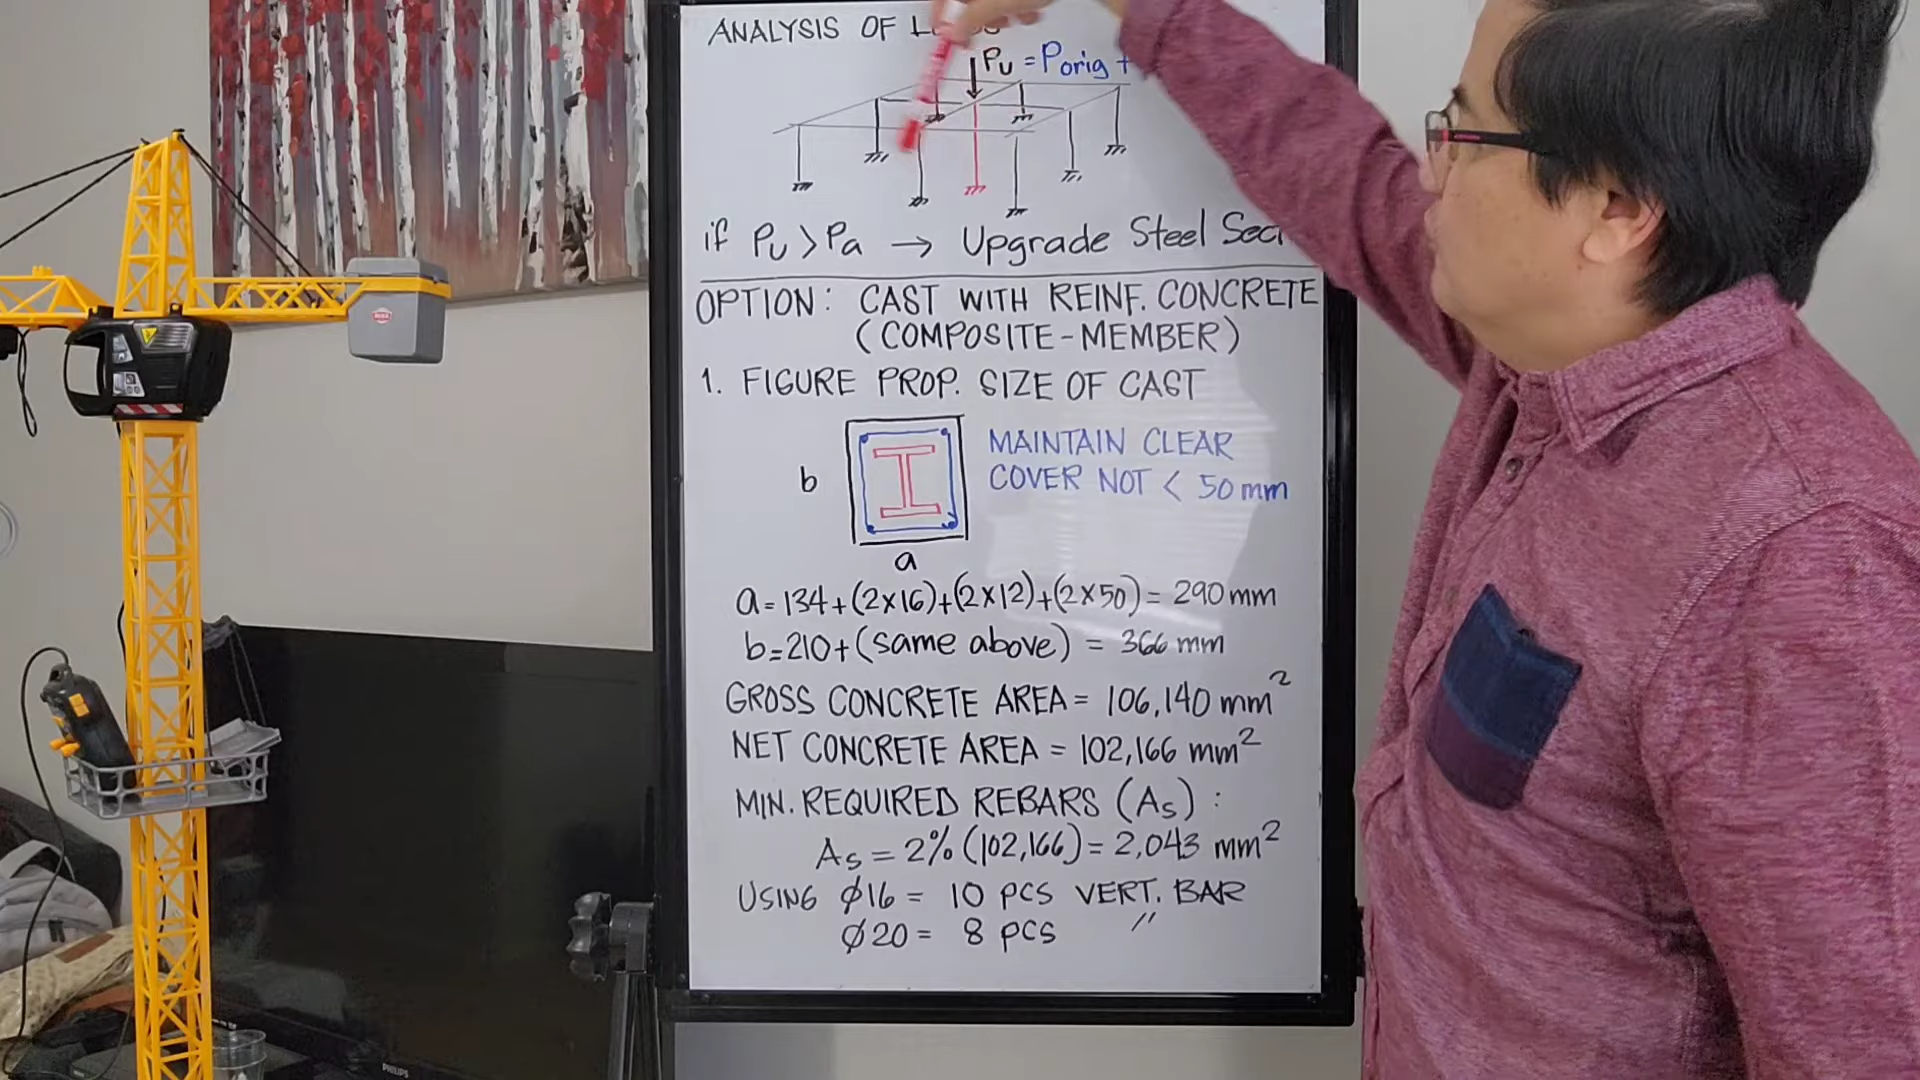 ANALYSIS OF
Pu = Porig +
if Pu > Pa → Upgrade Steel
OPTION: CAST WITH REINF. CONCRETE
(COMPOSITE-MEMBER)
1. FIGURE PROP. SIZE OF CAST
MAINTAIN CLEAR
b
COVER NOT < 50 mm
a
a = 134 + (2x16) + (2x12) + (2x50) = 290 mm
b = 210 + (same above) = 366 mm
GROSS CONCRETE AREA = 106,140 mm²
NET CONCRETE AREA = 102,166 mm²
MIN. REQUIRED REBARS (As) :
As = 2% (102,166) = 2,043 mm²
USING ϕ16 = 10 pcs VERT. BAR
ϕ20 = 8 pcs "
PHILIPS